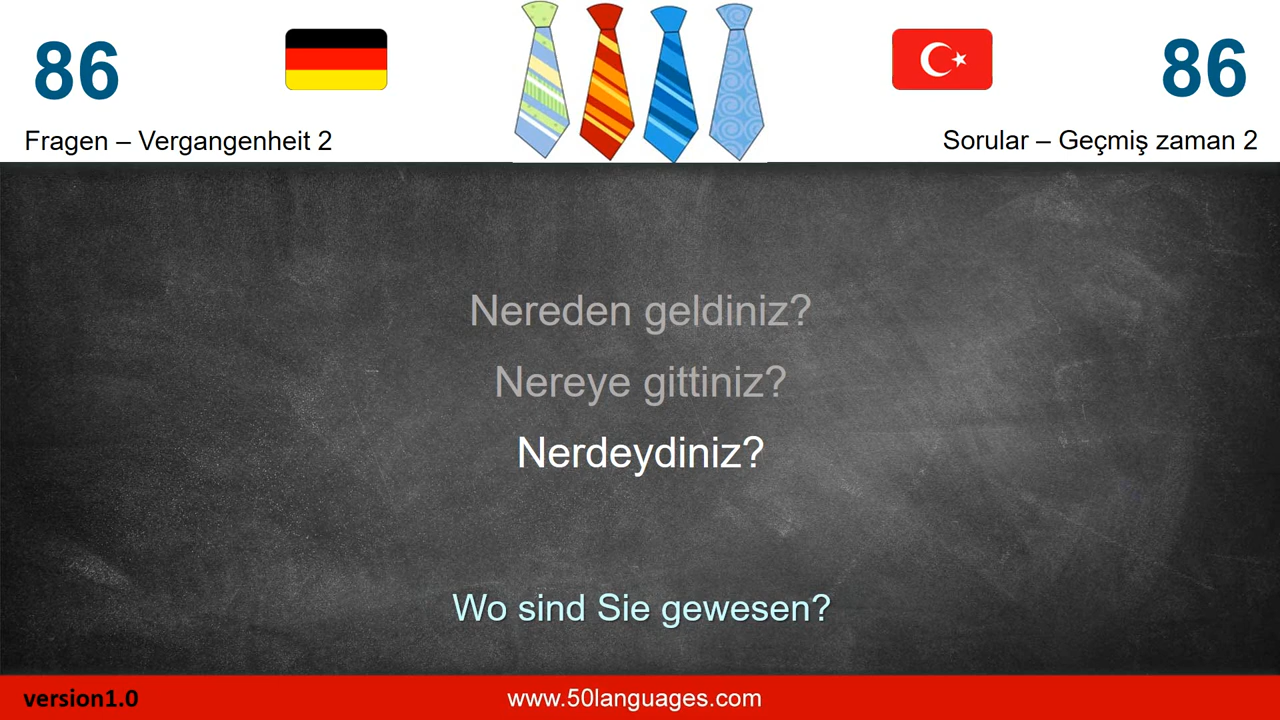 86
86
Fragen – Vergangenheit 2
Sorular – Geçmiş zaman 2
Nereden geldiniz?
Nereye gittiniz?
Nerdeydiniz?
Wo sind Sie gewesen?
version1.0
www.50languages.com